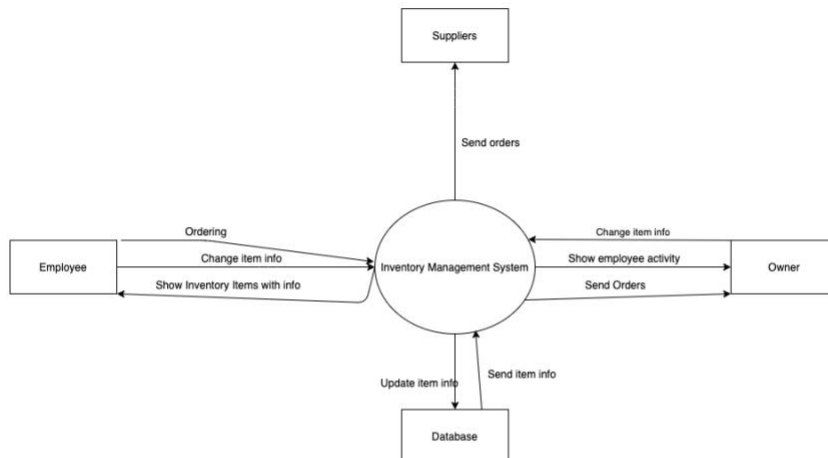 Suppliers
Send orders
Ordering
Change item info
Employee
Change item info
Inventory Management System
Show employee activity
Owner
Show Inventory Items with info
Send Orders
Update item info
Send item info
Database